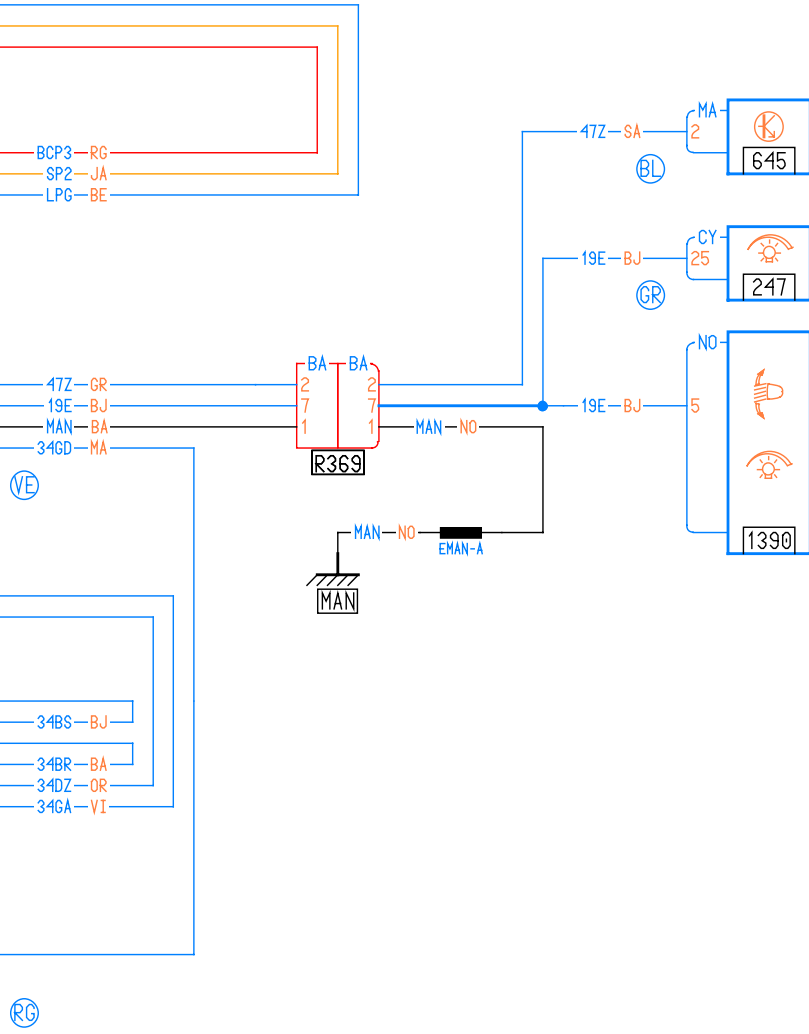 MA
47Z SA 2
645
BL
BCP3 RG
SP2 JA
LPG BE
CY
19E BJ 25
247
GR
NO
BA BA
47Z GR 2 2
19E BJ 7 7 19E BJ 5
MAN BA 1 1 MAN NO
34GD MA
R369
VE
MAN NO
EMAN-A
1390
MAN
34BS BJ
34BR BA
34DZ OR
34GA VI
RG